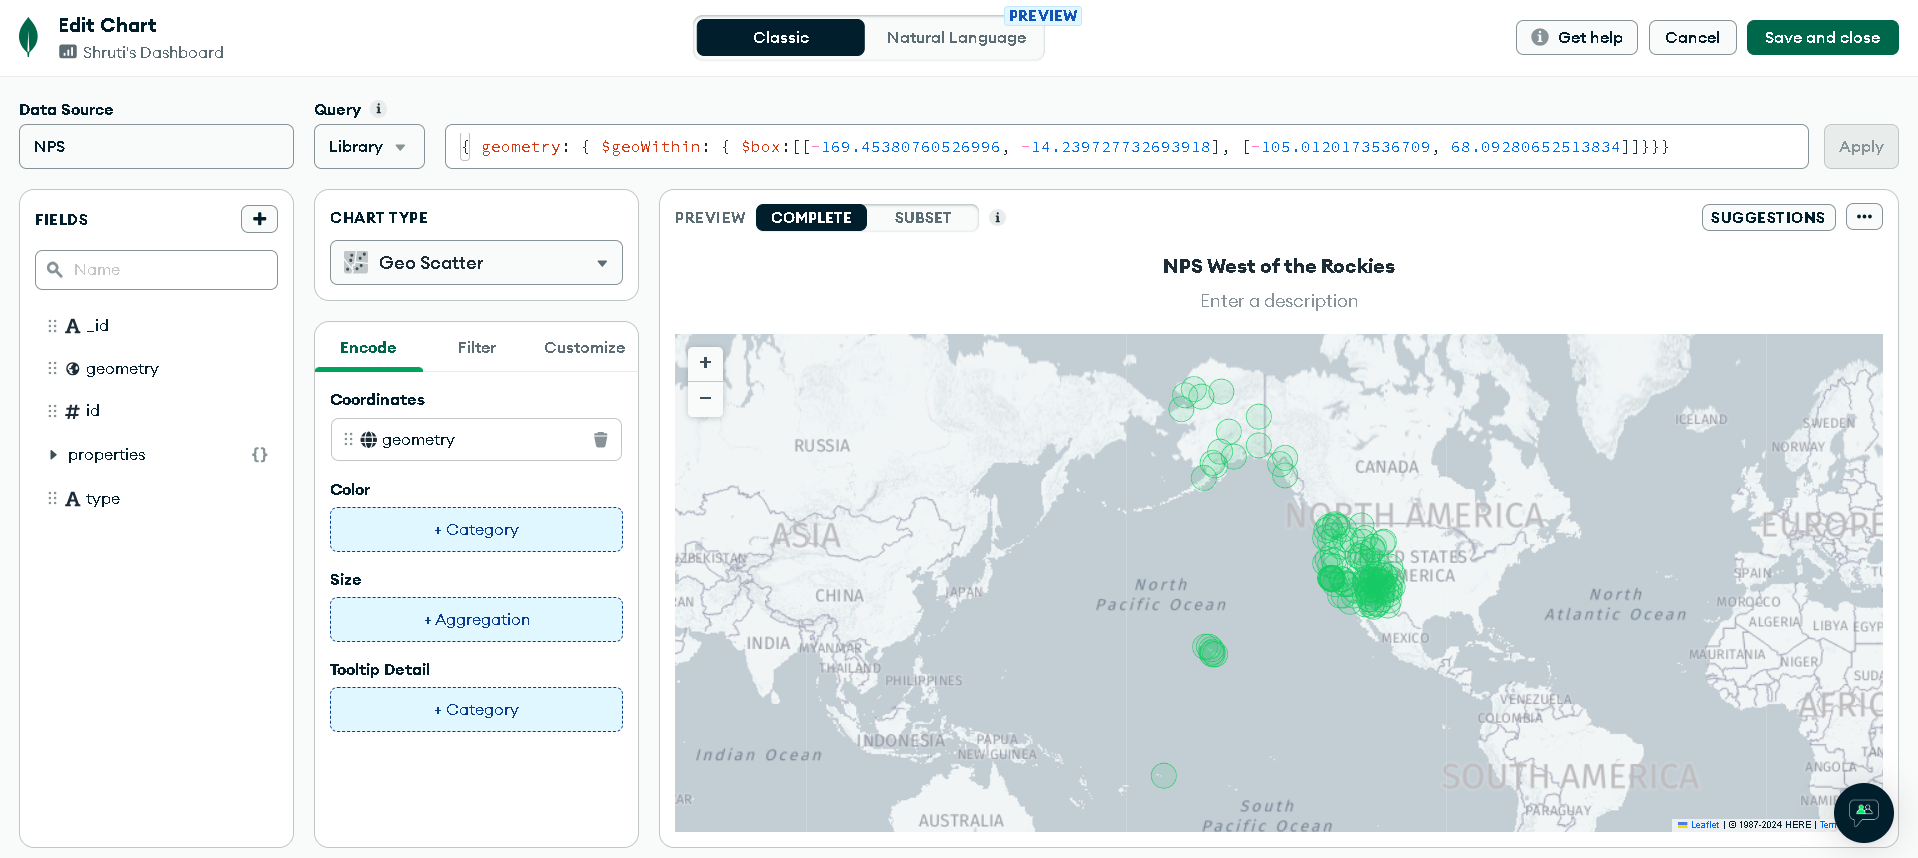 Edit Chart
Shruti's Dashboard
Classic
Natural Language
PREVIEW
Get help
Cancel
Save and close
Data Source
NPS
Query
Library
{ geometry: { $geoWithin: { $box:[[-169.45380760526996, -14.239727732693918], [-105.0120173536709, 68.09280652513834]]}}}
Apply
FIELDS
Name
_id
geometry
id
properties {}
type
CHART TYPE
Geo Scatter
Encode
Filter
Customize
Coordinates
geometry
Color
+ Category
Size
+ Aggregation
Tooltip Detail
+ Category
PREVIEW
COMPLETE
SUBSET
SUGGESTIONS
NPS West of the Rockies
Enter a description
+
−
ICELAND
SWEDEN
RUSSIA
NORWAY
CANADA
NORTH AMERICA
ASIA
EUROPE
UZBEKISTAN
STATES
AMERICA
SPAIN
North
Pacific Ocean
CHINA
JAPAN
North
Atlantic Ocean
MOROCCO
ALGERIA
LIBYA
EGYP
INDIA
MYANMAR
MEXICO
MAURITANIA
NIGER
THAILAND
PHILIPPINES
SUDA
VENEZUELA
COLOMBIA
AFRIC
INDONESIA
PAPUA
NEW GUINEA
Indian Ocean
TAN
ANGOLA
SOUTH AMERICA
South
Pacific Ocean
NAMI
PARAGUAY
AUSTRALIA
Leaflet | © 1987-2024 HERE | Term